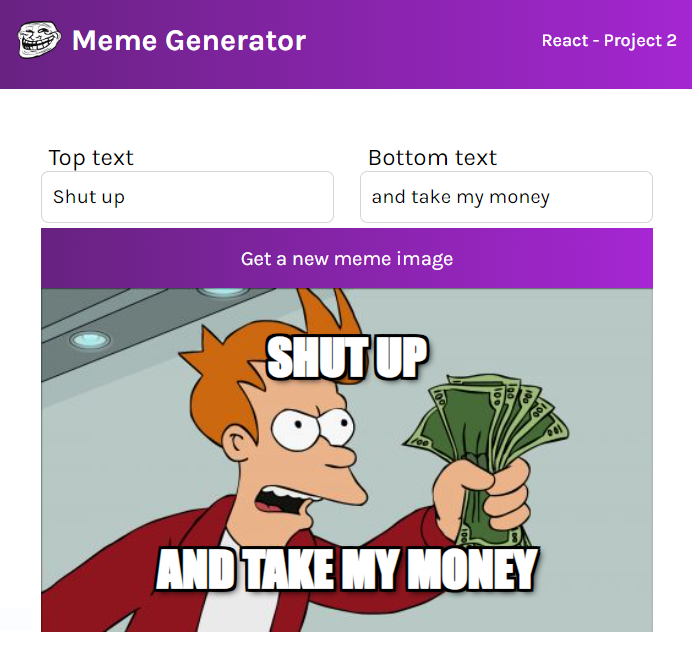 Meme Generator
React - Project 2
Top text
Bottom text
Shut up
and take my money
Get a new meme image
SHUT UP
AND TAKE MY MONEY